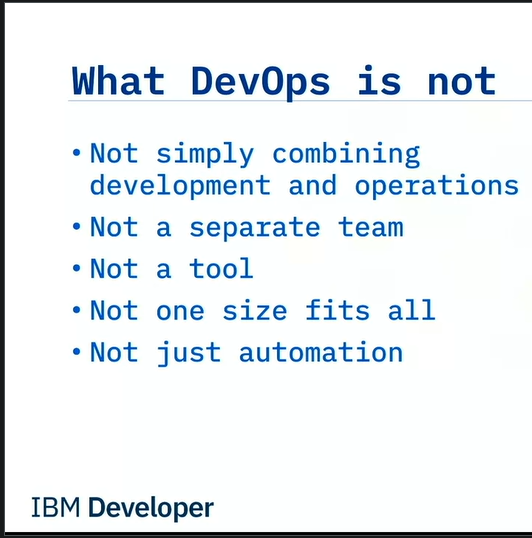 What DevOps is not
• Not simply combining
development and operations
• Not a separate team
• Not a tool
• Not one size fits all
• Not just automation
IBM Developer